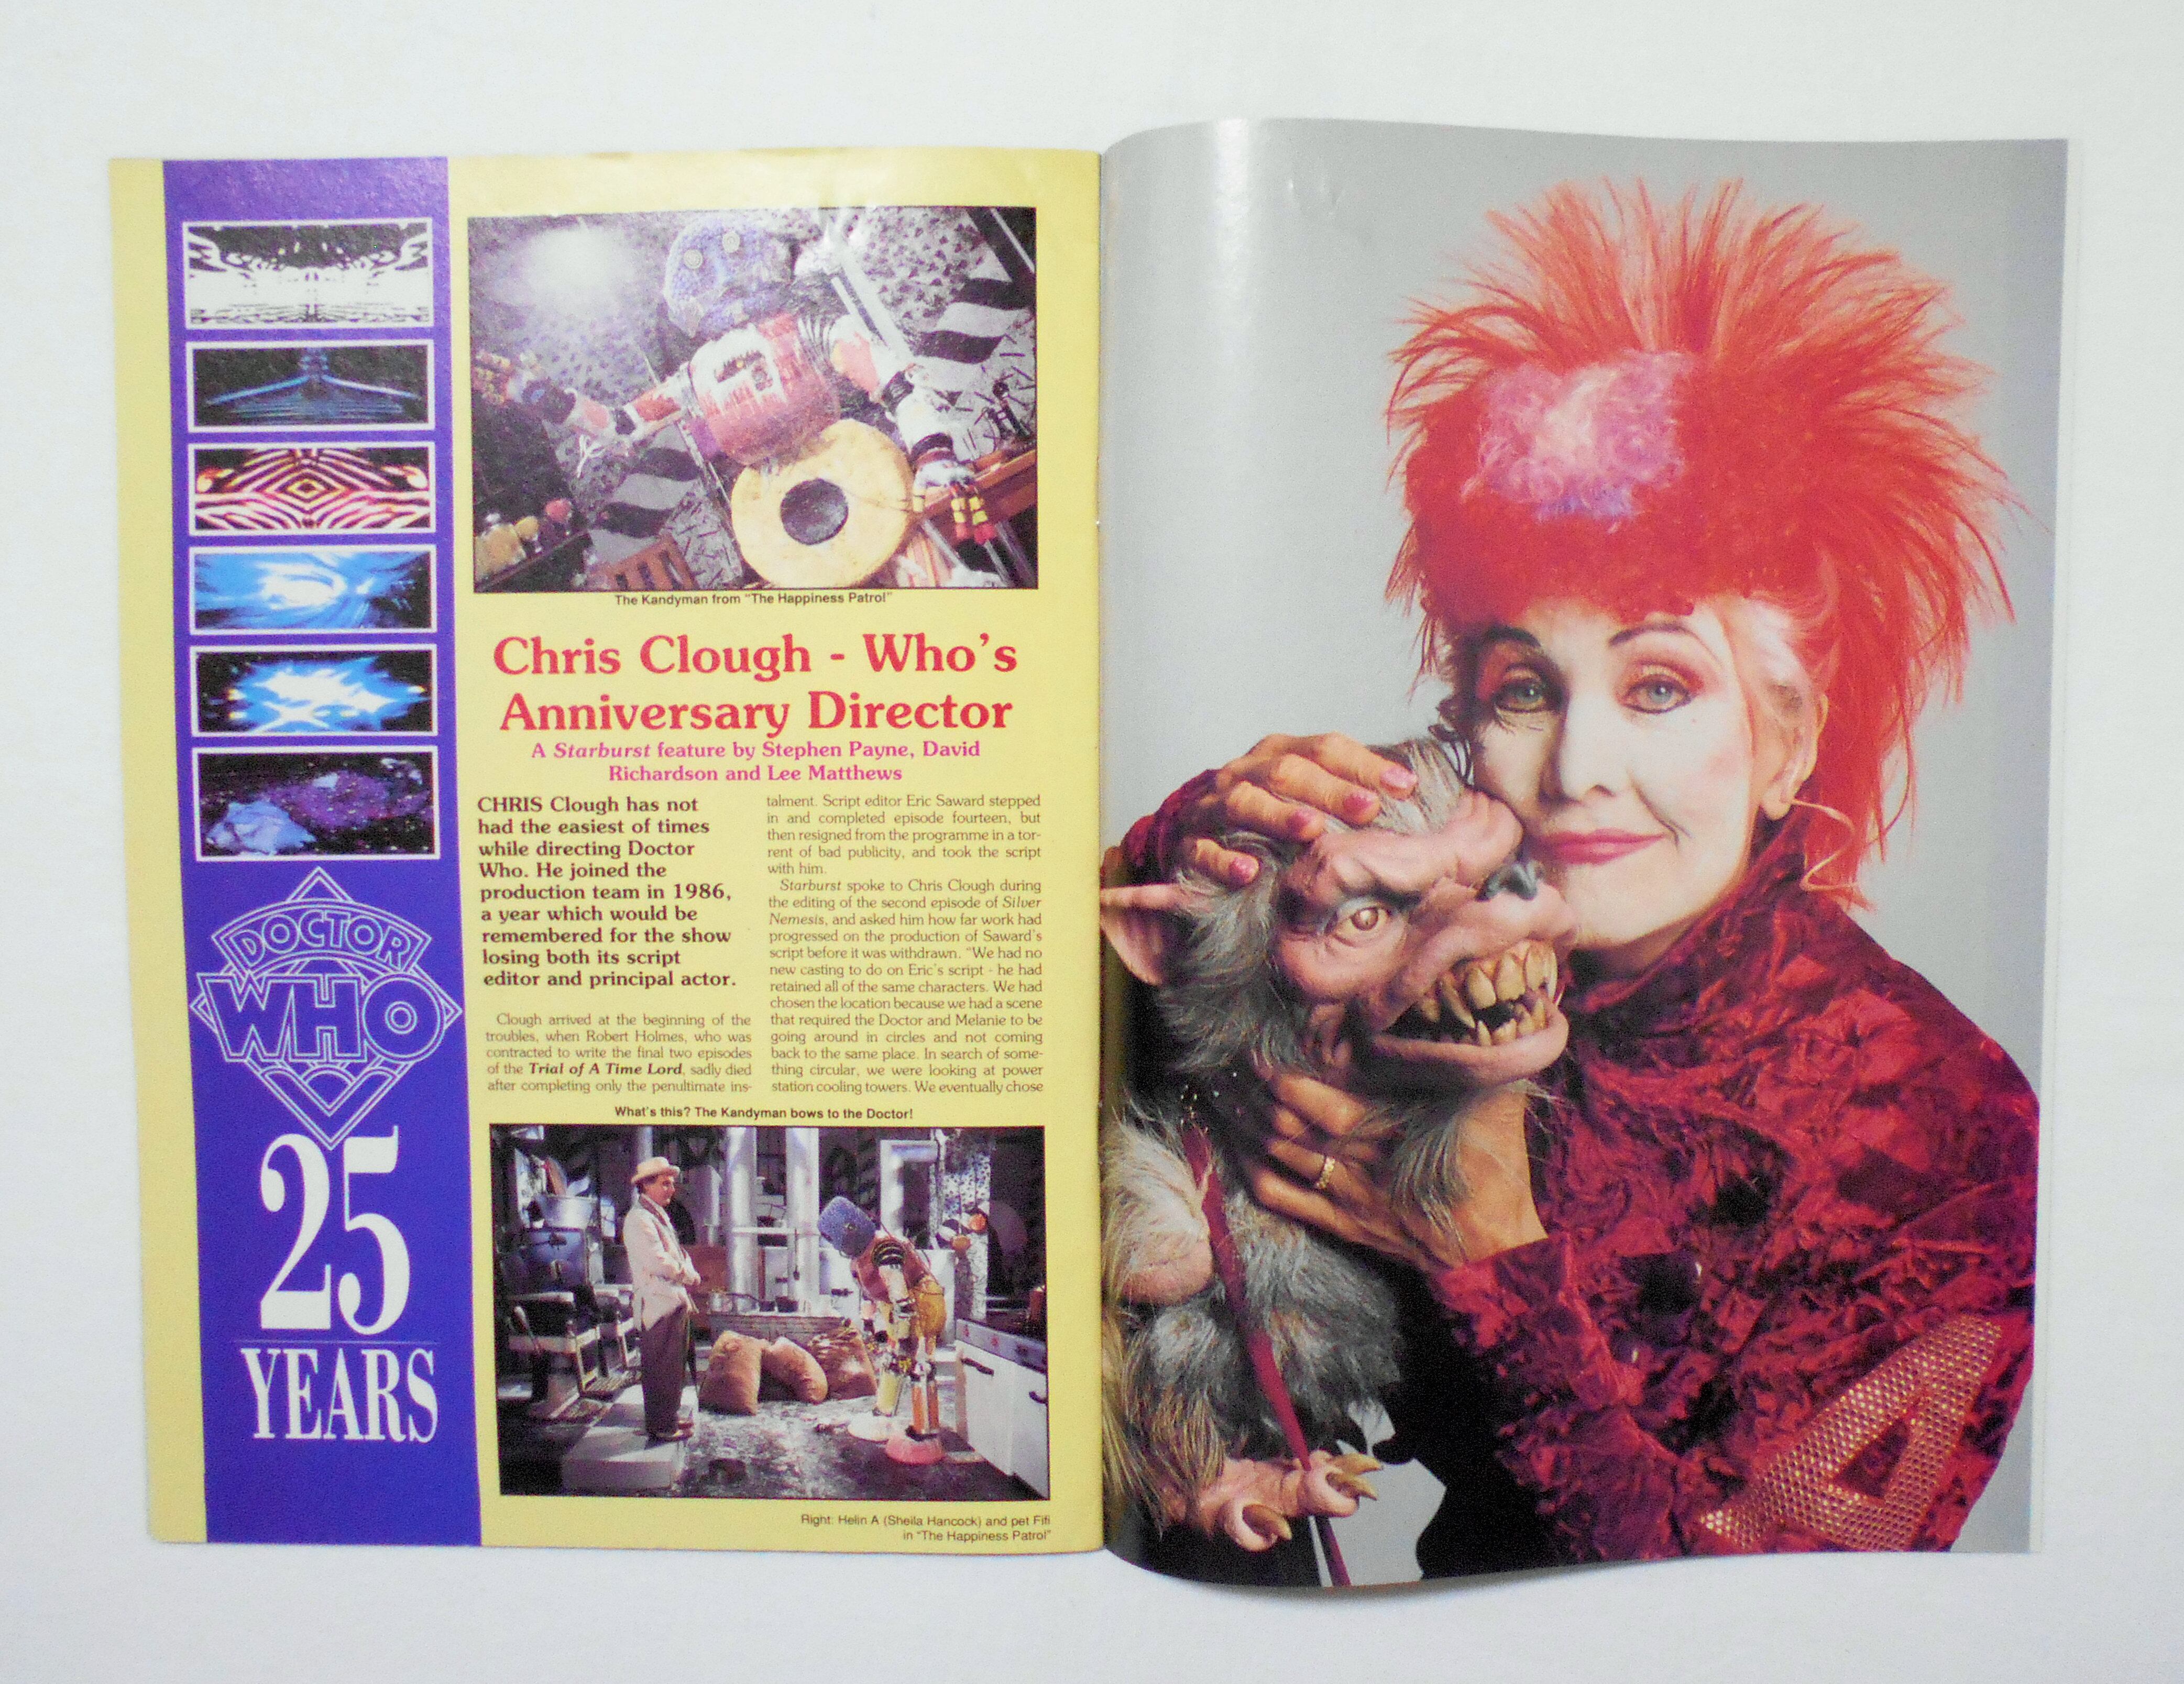 DOCTOR
WHO
25
YEARS
The Kandyman from "The Happiness Patrol"
Chris Clough - Who's
Anniversary Director
A Starburst feature by Stephen Payne, David
Richardson and Lee Matthews
CHRIS Clough has not
had the easiest of times
while directing Doctor
Who. He joined the
production team in 1986,
a year which would be
remembered for the show
losing both its script
editor and principal actor.
Clough arrived at the beginning of the
troubles, when Robert Holmes, who was
contracted to write the final two episodes
of the Trial of A Time Lord, sadly died
after completing only the penultimate ins-
talment. Script editor Eric Saward stepped
in and completed episode fourteen, but
then resigned from the programme in a tor-
rent of bad publicity, and took the script
with him.
Starburst spoke to Chris Clough during
the editing of the second episode of Silver
Nemesis, and asked him how far work had
progressed on the production of Saward's
script before it was withdrawn. "We had no
new casting to do on Eric's script - he had
retained all of the same characters. We had
chosen the location because we had a scene
that required the Doctor and Melanie to be
going around in circles and not coming
back to the same place. In search of some-
thing circular, we were looking at power
station cooling towers. We eventually chose
What's this? The Kandyman bows to the Doctor!
Right: Helin A (Sheila Hancock) and pet Fifi
in "The Happiness Patrol"
A